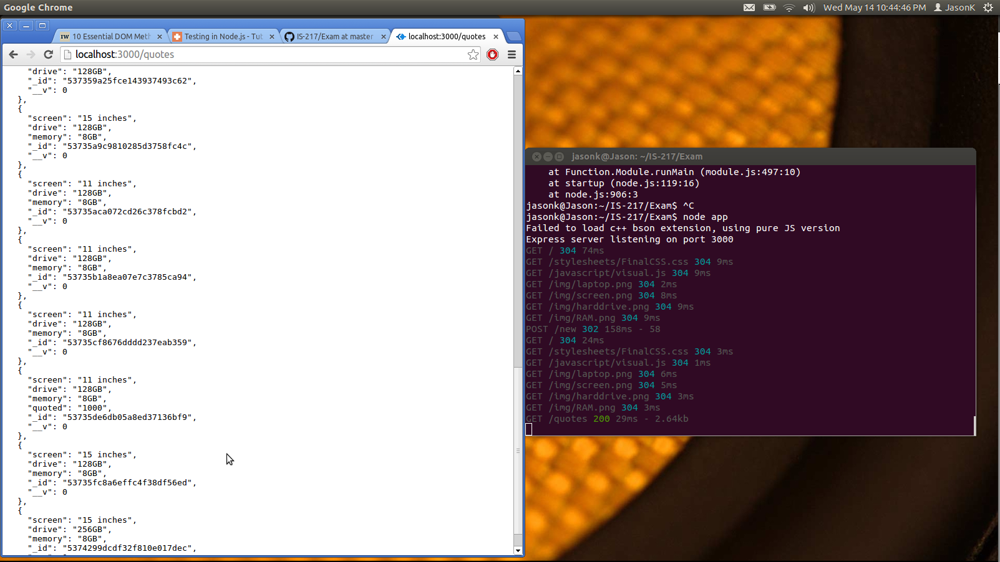 Google Chrome
Wed May 14 10:44:46 PM
JasonK
10 Essential DOM Meth
Testing in Node.js - Tut
IS-217/Exam at master
localhost:3000/quotes
localhost:3000/quotes
"drive": "128GB",
"_id": "537359a25fce143937493c62",
"__v": 0
},
{
"screen": "15 inches",
"drive": "128GB",
"memory": "8GB",
"_id": "53735a9c9810285d3758fc4c",
"__v": 0
},
{
"screen": "11 inches",
"drive": "128GB",
"memory": "8GB",
"_id": "53735aca072cd26c378fcbd2",
"__v": 0
},
{
"screen": "11 inches",
"drive": "128GB",
"memory": "8GB",
"_id": "53735b1a8ea07e7c3785ca94",
"__v": 0
},
{
"screen": "11 inches",
"drive": "128GB",
"memory": "8GB",
"_id": "53735cf8676dddd237eab359",
"__v": 0
},
{
"screen": "11 inches",
"drive": "128GB",
"memory": "8GB",
"quoted": "1000",
"_id": "53735de6db05a8ed37136bf9",
"__v": 0
},
{
"screen": "15 inches",
"drive": "128GB",
"memory": "8GB",
"_id": "53735fc8a6effc4f38df56ed",
"__v": 0
},
{
"screen": "15 inches",
"drive": "256GB",
"memory": "8GB",
"_id": "5374299dcdf32f810e017dec",
jasonk@Jason: ~/IS-217/Exam
at Function.Module.runMain (module.js:497:10)
at startup (node.js:119:16)
at node.js:906:3
jasonk@Jason:~/IS-217/Exam$ ^C
jasonk@Jason:~/IS-217/Exam$ node app
Failed to load c++ bson extension, using pure JS version
Express server listening on port 3000
GET / 304 74ms
GET /stylesheets/FinalCSS.css 304 9ms
GET /javascript/visual.js 304 9ms
GET /img/laptop.png 304 2ms
GET /img/screen.png 304 8ms
GET /img/harddrive.png 304 9ms
GET /img/RAM.png 304 9ms
POST /new 302 158ms - 58
GET / 304 24ms
GET /stylesheets/FinalCSS.css 304 3ms
GET /javascript/visual.js 304 1ms
GET /img/laptop.png 304 6ms
GET /img/screen.png 304 5ms
GET /img/harddrive.png 304 3ms
GET /img/RAM.png 304 3ms
GET /quotes 200 29ms - 2.64kb